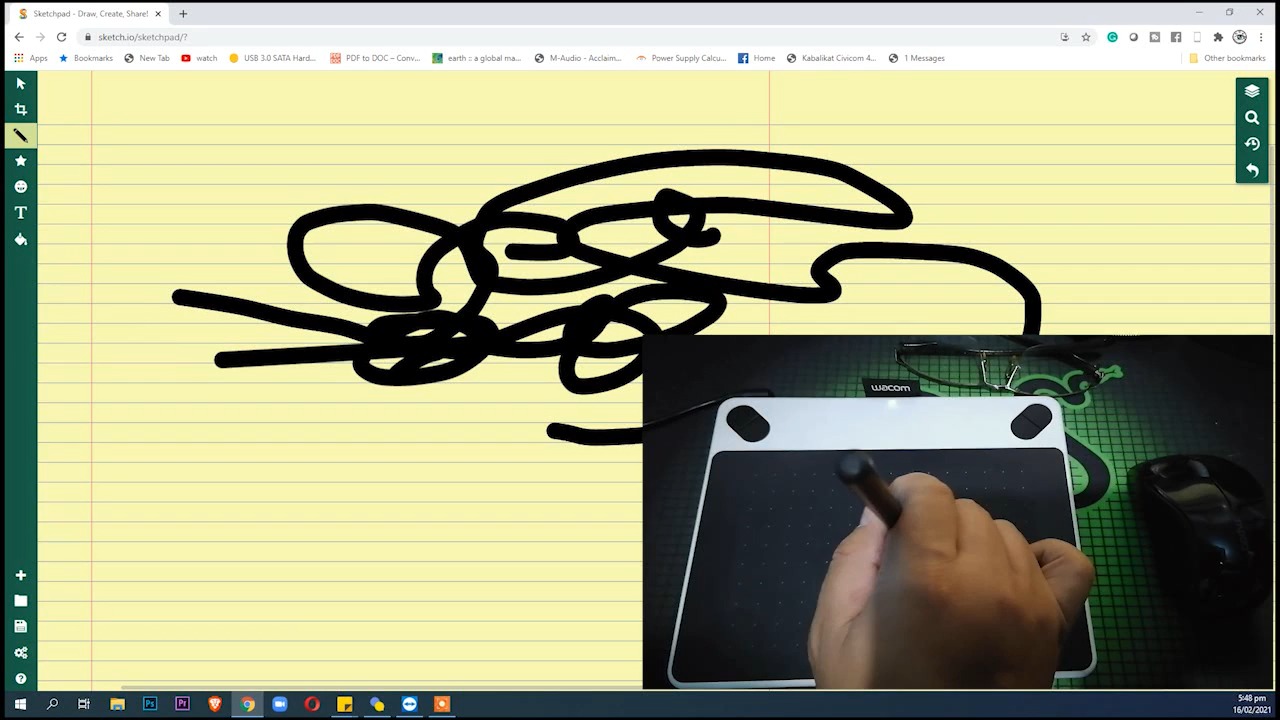 Sketchpad - Draw, Create, Share!
sketch.io/sketchpad/?
Apps Bookmarks New Tab watch USB 3.0 SATA Hard... PDF to DOC – Conv... earth :: a global ma... M-Audio - Acclaim... Power Supply Calcu... Home Kabalikat Civicom 4... 1 Messages Other bookmarks
T
wacom
Ps Pr
5:48 pm
16/02/2021